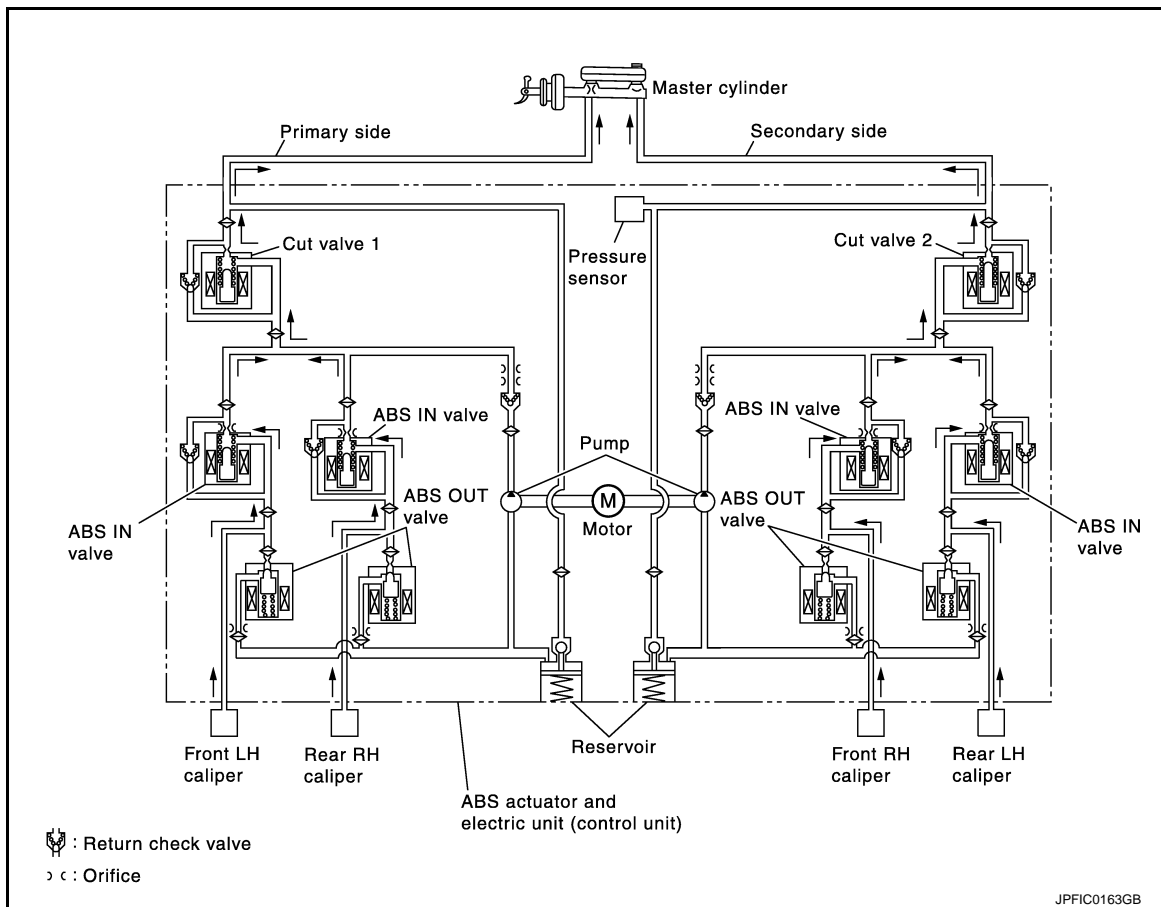 Master cylinder
Primary side
Secondary side
Cut valve 1
Pressure
sensor
Cut valve 2
ABS IN valve
ABS IN valve
Pump
ABS OUT
valve
M
Motor
ABS OUT
valve
ABS IN
valve
ABS IN
valve
Reservoir
Front LH
caliper
Rear RH
caliper
Front RH
caliper
Rear LH
caliper
ABS actuator and
electric unit (control unit)
: Return check valve
: Orifice
JPFIC0163GB